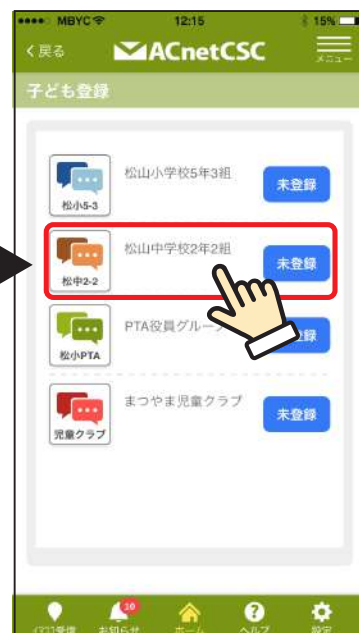 MBYC 12:15 15%
戻る ACnetCSC メニュー
子ども登録
松山小学校5年3組
未登録
松小5-3
松山中学校2年2組
未登録
松中2-2
PTA役員グルー
登録
松小PTA
まつやま児童クラブ
未登録
児童クラブ
10
お知らせ ホーム ヘルプ 設定